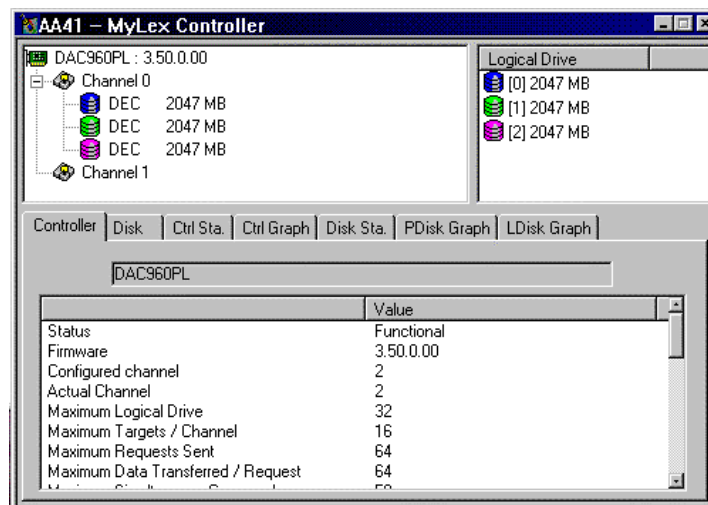 AA41 – MyLex Controller
DAC960PL : 3.50.0.00
Channel 0
DEC 2047 MB
DEC 2047 MB
DEC 2047 MB
Channel 1
Logical Drive
[0] 2047 MB
[1] 2047 MB
[2] 2047 MB
Controller Disk Ctrl Sta. Ctrl Graph Disk Sta. PDisk Graph LDisk Graph
DAC960PL
Value
Status Functional
Firmware 3.50.0.00
Configured channel 2
Actual Channel 2
Maximum Logical Drive 32
Maximum Targets / Channel 16
Maximum Requests Sent 64
Maximum Data Transferred / Request 64